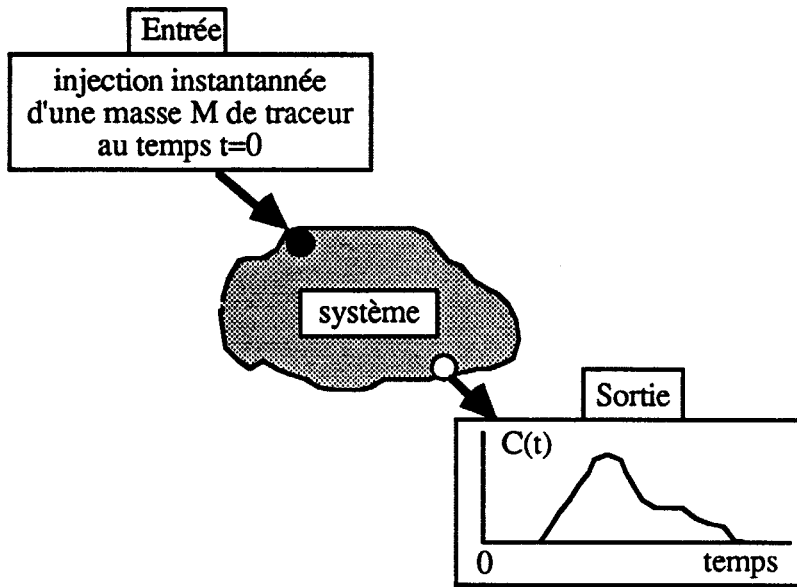 Entrée
injection instantannée
d'une masse M de traceur
au temps t=0
système
Sortie
C(t)
0 temps